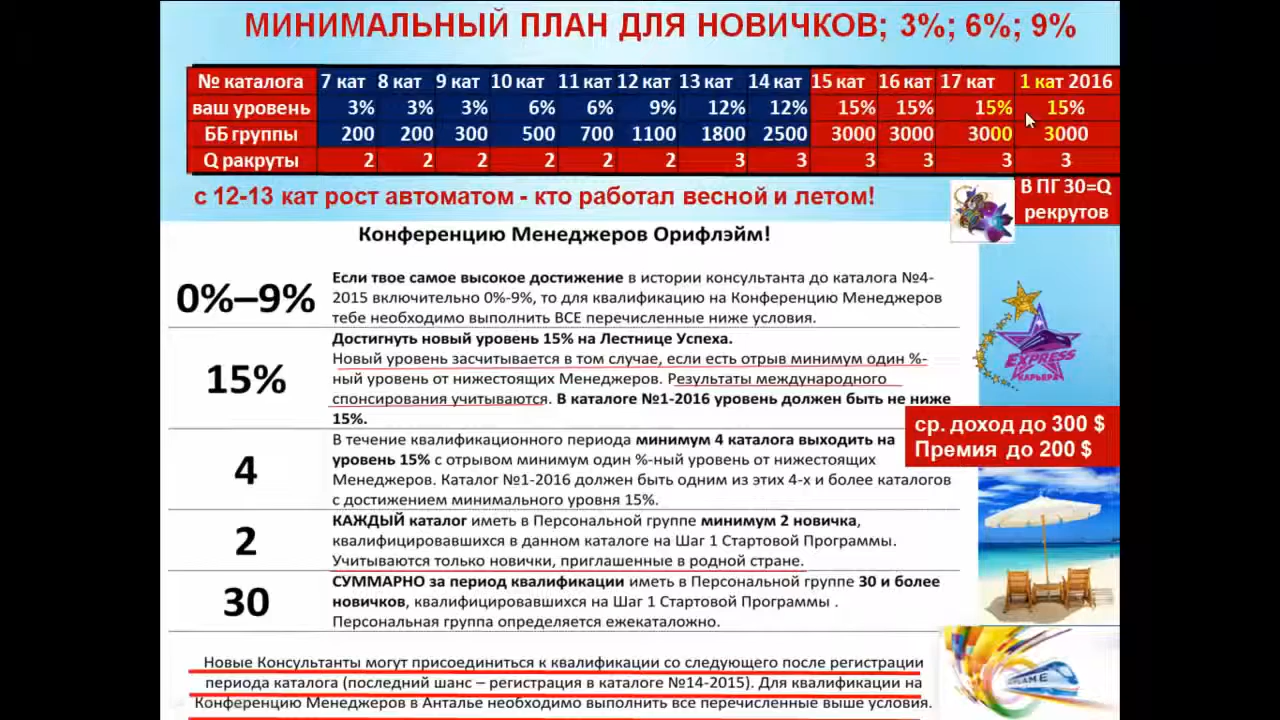 МИНИМАЛЬНЫЙ ПЛАН ДЛЯ НОВИЧКОВ; 3%; 6%; 9%
№ каталога 7 кат 8 кат 9 кат 10 кат 11 кат 12 кат 13 кат 14 кат 15 кат 16 кат 17 кат 1 кат 2016
ваш уровень 3% 3% 3% 6% 6% 9% 12% 12% 15% 15% 15% 15%
ББ группы 200 200 300 500 700 1100 1800 2500 3000 3000 3000 3000
Q ракруты 2 2 2 2 2 2 3 3 3 3 3 3
с 12-13 кат рост автоматом - кто работал весной и летом!
В ПГ 30=Q
рекрутов
Конференцию Менеджеров Орифлэйм!
0%–9%
Если твое самое высокое достижение в истории консультанта до каталога №4-
2015 включительно 0%-9%, то для квалификации на Конференцию Менеджеров
тебе необходимо выполнить ВСЕ перечисленные ниже условия.
15%
Достигнуть новый уровень 15% на Лестнице Успеха.
Новый уровень засчитывается в том случае, если есть отрыв минимум один %-
ный уровень от нижестоящих Менеджеров. Результаты международного
спонсирования учитываются. В каталоге №1-2016 уровень должен быть не ниже
15%.
EXPRESS
КАРЬЕРА
ср. доход до 300 $
Премия до 200 $
4
В течение квалификационного периода минимум 4 каталога выходить на
уровень 15% с отрывом минимум один %-ный уровень от нижестоящих
Менеджеров. Каталог №1-2016 должен быть одним из этих 4-х и более каталогов
с достижением минимального уровня 15%.
2
КАЖДЫЙ каталог иметь в Персональной группе минимум 2 новичка,
квалифицировавшихся в данном каталоге на Шаг 1 Стартовой Программы.
Учитываются только новички, приглашенные в родной стране.
30
СУММАРНО за период квалификации иметь в Персональной группе 30 и более
новичков, квалифицировавшихся на Шаг 1 Стартовой Программы .
Персональная группа определяется ежекаталожно.
Новые Консультанты могут присоединиться к квалификации со следующего после регистрации
периода каталога (последний шанс – регистрация в каталоге №14-2015). Для квалификации на
Конференцию Менеджеров в Анталье необходимо выполнить все перечисленные выше условия.